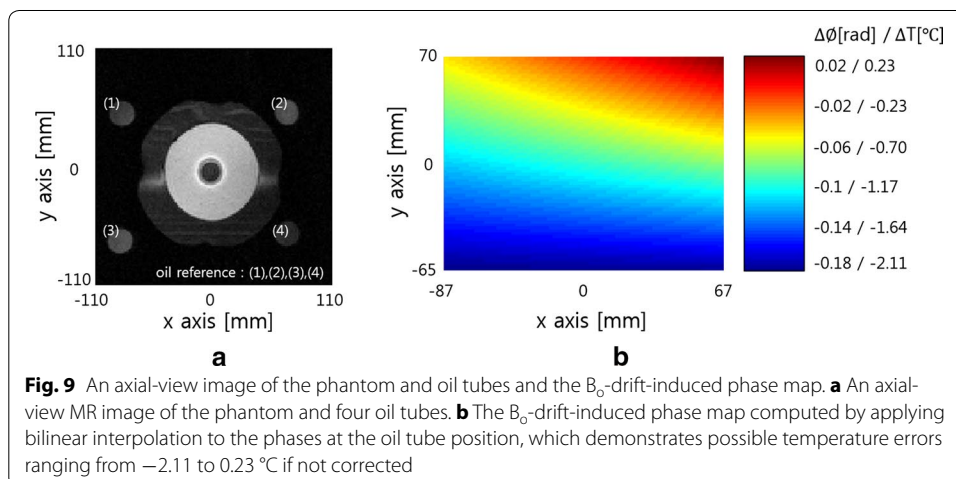 110
(1)
(2)
y axis [mm]
0
(3)
(4)
oil reference : (1),(2),(3),(4)
-110
-110
0
110
x axis [mm]
a
70
y axis [mm]
0
-65
-87
0
67
x axis [mm]
b
ΔØ[rad] / ΔT[℃]
0.02 / 0.23
-0.02 / -0.23
-0.06 / -0.70
-0.1 / -1.17
-0.14 / -1.64
-0.18 / -2.11
Fig. 9 An axial-view image of the phantom and oil tubes and the Bo-drift-induced phase map. a An axial-
view MR image of the phantom and four oil tubes. b The Bo-drift-induced phase map computed by applying
bilinear interpolation to the phases at the oil tube position, which demonstrates possible temperature errors
ranging from −2.11 to 0.23 °C if not corrected